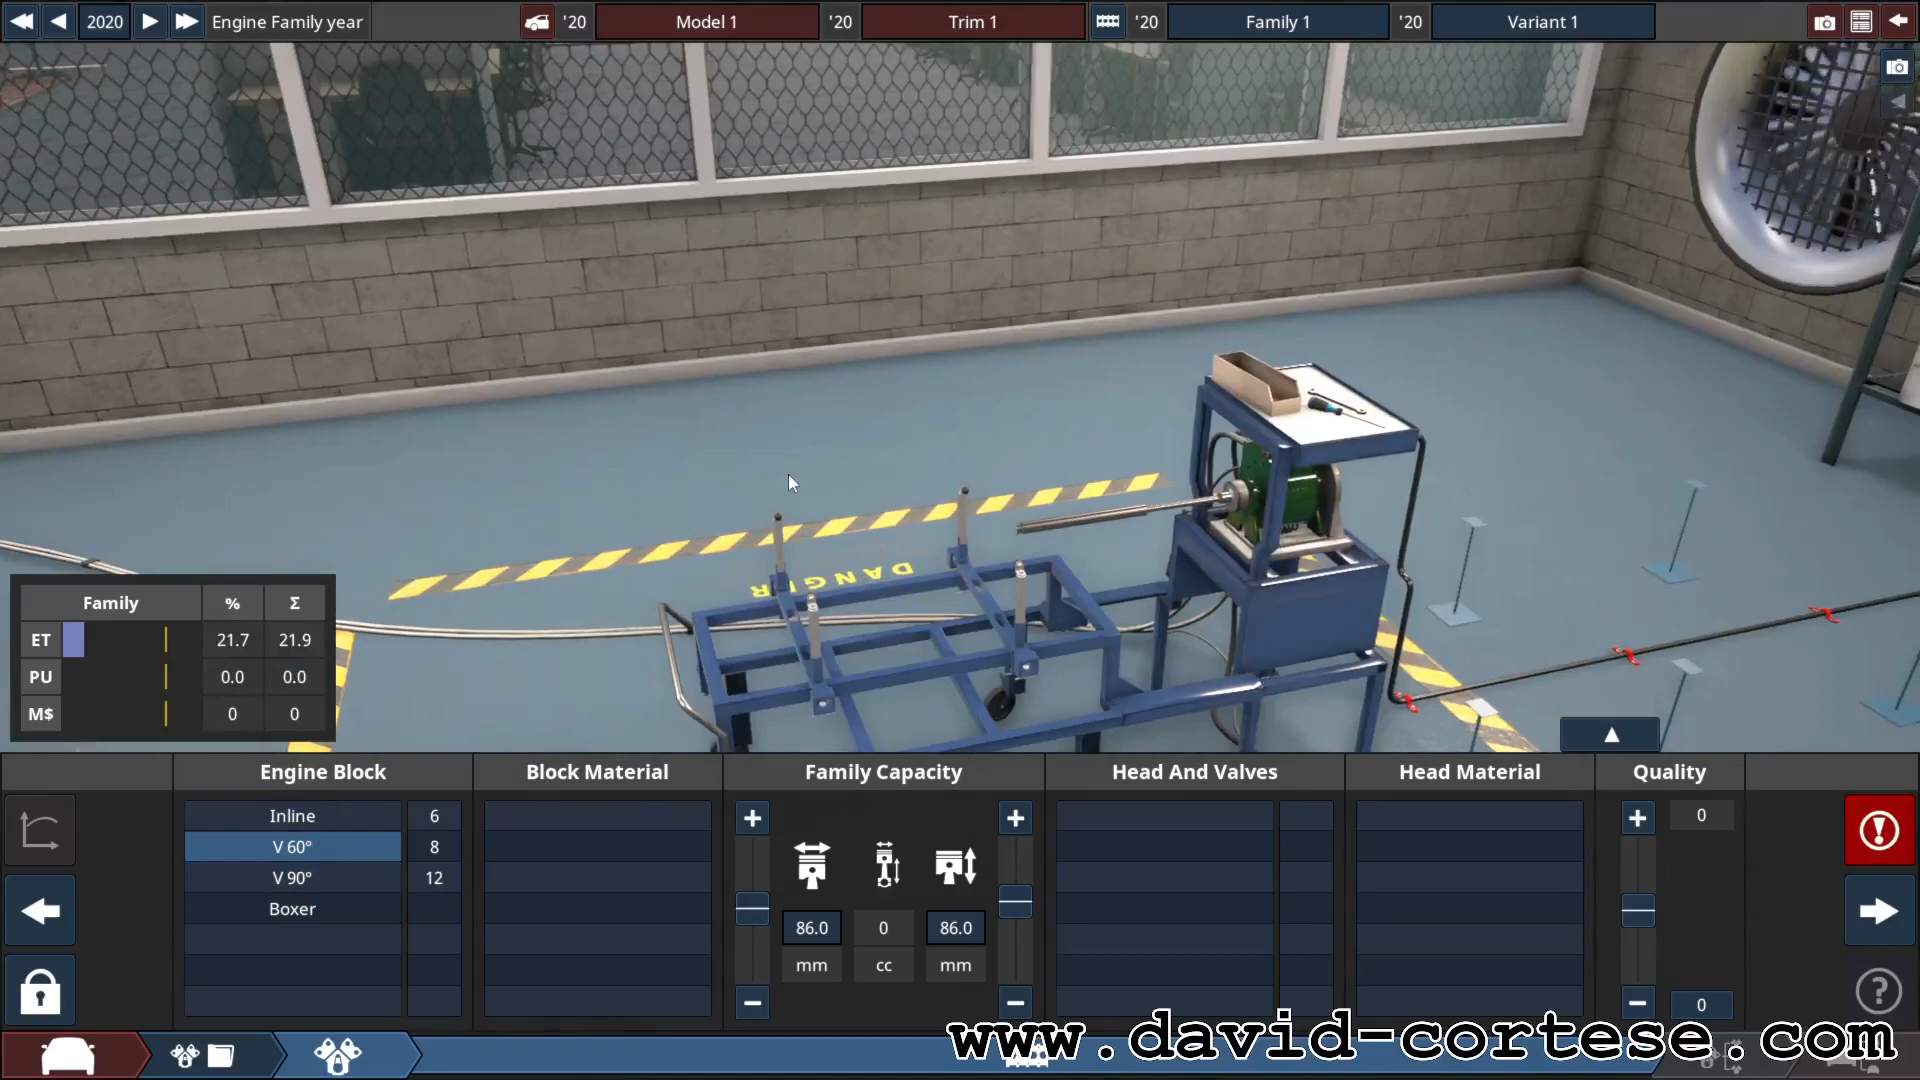 2020 Engine Family year '20 Model 1 '20 Trim 1 '20 Family 1 '20 Variant 1
DANGER
Family % Σ
ET 21.7 21.9
PU 0.0 0.0
M$ 0 0
Engine Block Block Material Family Capacity Head And Valves Head Material Quality
Inline 6
V 60° 8
V 90° 12
Boxer
86.0 0 86.0
mm cc mm
0
0
www.david-cortese.com